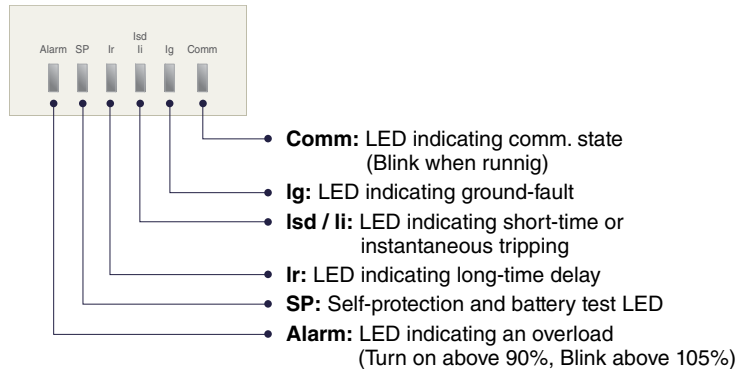 Isd
Alarm SP Ir Ii Ig Comm
Comm: LED indicating comm. state
(Blink when runnig)
Ig: LED indicating ground-fault
Isd / Ii: LED indicating short-time or
instantaneous tripping
Ir: LED indicating long-time delay
SP: Self-protection and battery test LED
Alarm: LED indicating an overload
(Turn on above 90%, Blink above 105%)